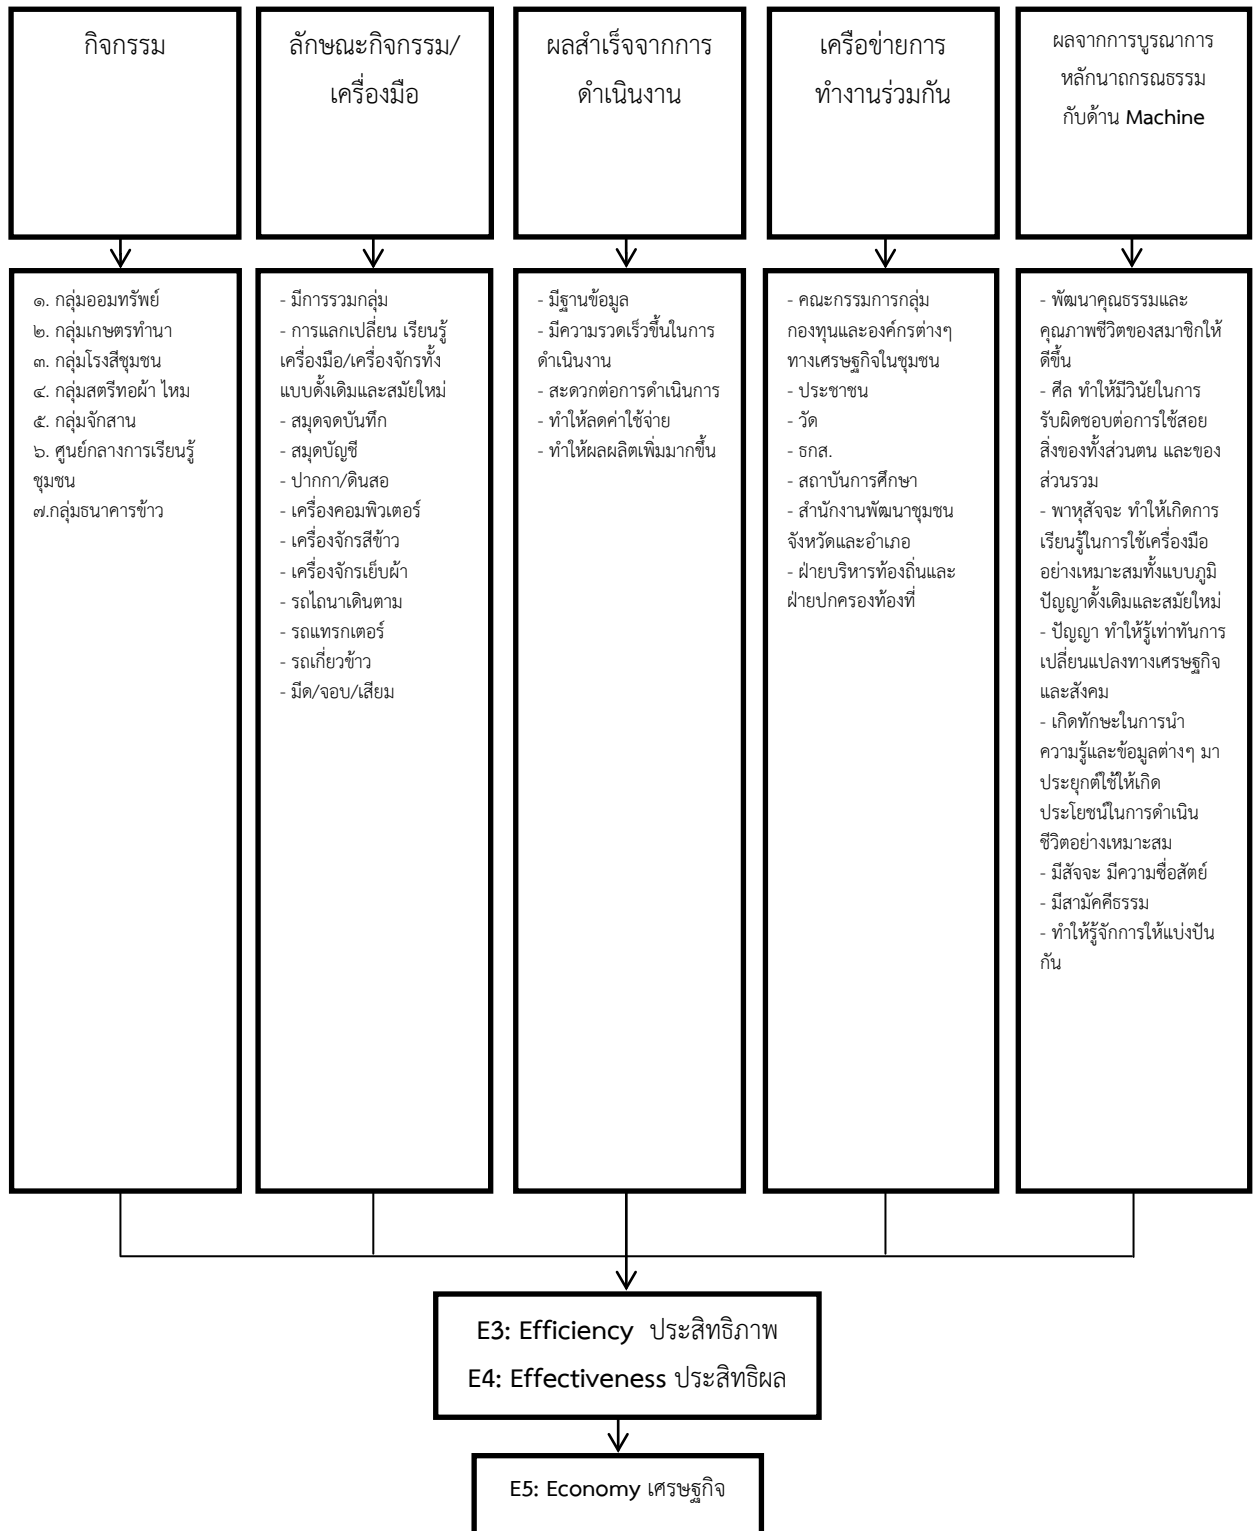 กิจกรรม
ลักษณะกิจกรรม/
เครื่องมือ
ผลสำเร็จจากการ
ดำเนินงาน
เครือข่ายการ
ทำงานร่วมกัน
ผลจากการบูรณาการ
หลักนาถกรณธรรม
กับด้าน Machine
๑. กลุ่มออมทรัพย์
๒. กลุ่มเกษตรทำนา
๓. กลุ่มโรงสีชุมชน
๔. กลุ่มสตรีทอผ้า ไหม
๕. กลุ่มจักสาน
๖. ศูนย์กลางการเรียนรู้
ชุมชน
๗.กลุ่มธนาคารข้าว
- มีการรวมกลุ่ม
- การแลกเปลี่ยน เรียนรู้
เครื่องมือ/เครื่องจักรทั้ง
แบบดั้งเดิมและสมัยใหม่
- สมุดจดบันทึก
- สมุดบัญชี
- ปากกา/ดินสอ
- เครื่องคอมพิวเตอร์
- เครื่องจักรสีข้าว
- เครื่องจักรเย็บผ้า
- รถไถนาเดินตาม
- รถแทรกเตอร์
- รถเกี่ยวข้าว
- มีด/จอบ/เสียม
- มีฐานข้อมูล
- มีความรวดเร็วขึ้นในการ
ดำเนินงาน
- สะดวกต่อการดำเนินการ
- ทำให้ลดค่าใช้จ่าย
- ทำให้ผลผลิตเพิ่มมากขึ้น
- คณะกรรมการกลุ่ม
กองทุนและองค์กรต่างๆ
ทางเศรษฐกิจในชุมชน
- ประชาชน
- วัด
- ธกส.
- สถาบันการศึกษา
- สำนักงานพัฒนาชุมชน
จังหวัดและอำเภอ
- ฝ่ายบริหารท้องถิ่นและ
ฝ่ายปกครองท้องที่
- พัฒนาคุณธรรมและ
คุณภาพชีวิตของสมาชิกให้
ดีขึ้น
- ศีล ทำให้มีวินัยในการ
รับผิดชอบต่อการใช้สอย
สิ่งของทั้งส่วนตน และของ
ส่วนรวม
- พาหุสัจจะ ทำให้เกิดการ
เรียนรู้ในการใช้เครื่องมือ
อย่างเหมาะสมทั้งแบบภูมิ
ปัญญาดั้งเดิมและสมัยใหม่
- ปัญญา ทำให้รู้เท่าทันการ
เปลี่ยนแปลงทางเศรษฐกิจ
และสังคม
- เกิดทักษะในการนำ
ความรู้และข้อมูลต่างๆ มา
ประยุกต์ใช้ให้เกิด
ประโยชน์ในการดำเนิน
ชีวิตอย่างเหมาะสม
- มีสัจจะ มีความซื่อสัตย์
- มีสามัคคีธรรม
- ทำให้รู้จักการให้แบ่งปัน
กัน
E3: Efficiency ประสิทธิภาพ
E4: Effectiveness ประสิทธิผล
E5: Economy เศรษฐกิจ